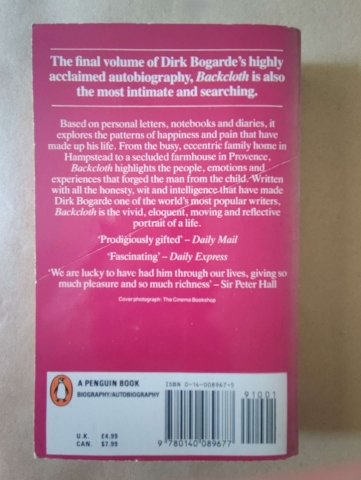 The final volume of Dirk Bogarde's highly
acclaimed autobiography, Backcloth is also
the most intimate and searching.
Based on personal letters, notebooks and diaries, it
explores the patterns of happiness and pain that have
made up his life. From the busy, eccentric family home in
Hampstead to a secluded farmhouse in Provence,
Backcloth highlights the people, emotions and
experiences that forged the man from the child. Written
with all the honesty, wit and intelligence that have made
Dirk Bogarde one of the world's most popular writers,
Backcloth is the vivid, eloquent, moving and reflective
portrait of a life.
'Prodigiously gifted' – Daily Mail
'Fascinating' – Daily Express
'We are lucky to have had him through our lives, giving so
much pleasure and so much richness' – Sir Peter Hall
Cover photograph: The Cinema Bookshop
A PENGUIN BOOK
BIOGRAPHY/AUTOBIOGRAPHY
ISBN 0-14-008967-5
91001
U.K. £4.99
CAN. $7.99
9 780140 089677